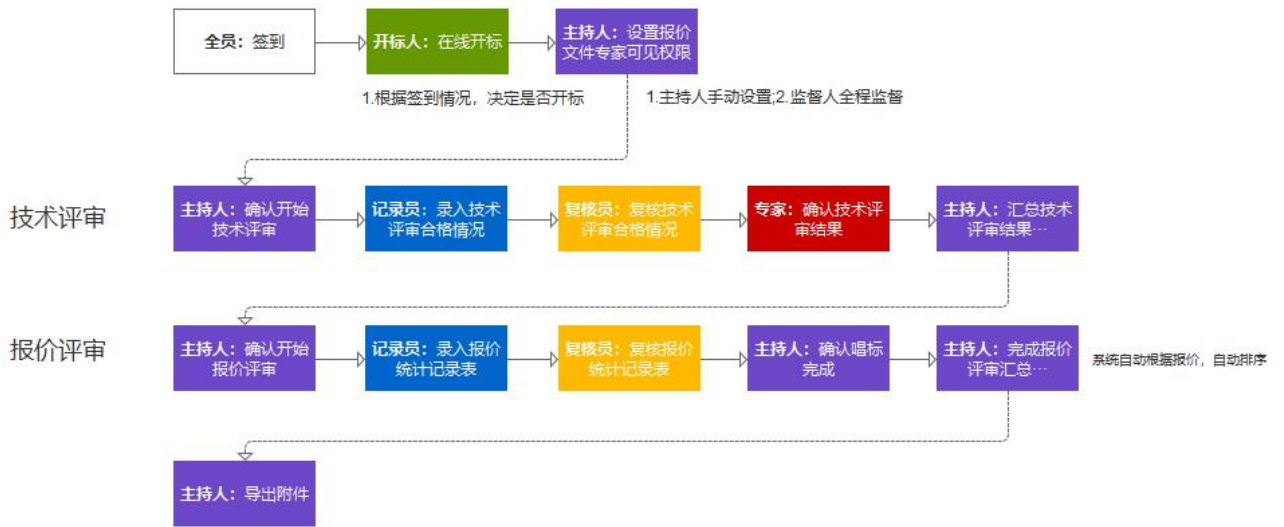 全员：签到
开标人：在线开标
主持人：设置报价
文件专家可见权限
1.根据签到情况，决定是否开标
1.主持人手动设置;2.监督人全程监督
技术评审
主持人：确认开始
技术评审
记录员：录入技术
评审合格情况
复核员：复核技术
评审合格情况
专家：确认技术评
审结果
主持人：汇总技术
评审结果…
报价评审
主持人：确认开始
报价评审
记录员：录入报价
统计记录表
复核员：复核报价
统计记录表
主持人：确认唱标
完成
主持人：完成报价
评审汇总…
系统自动根据报价，自动排序
主持人：导出附件